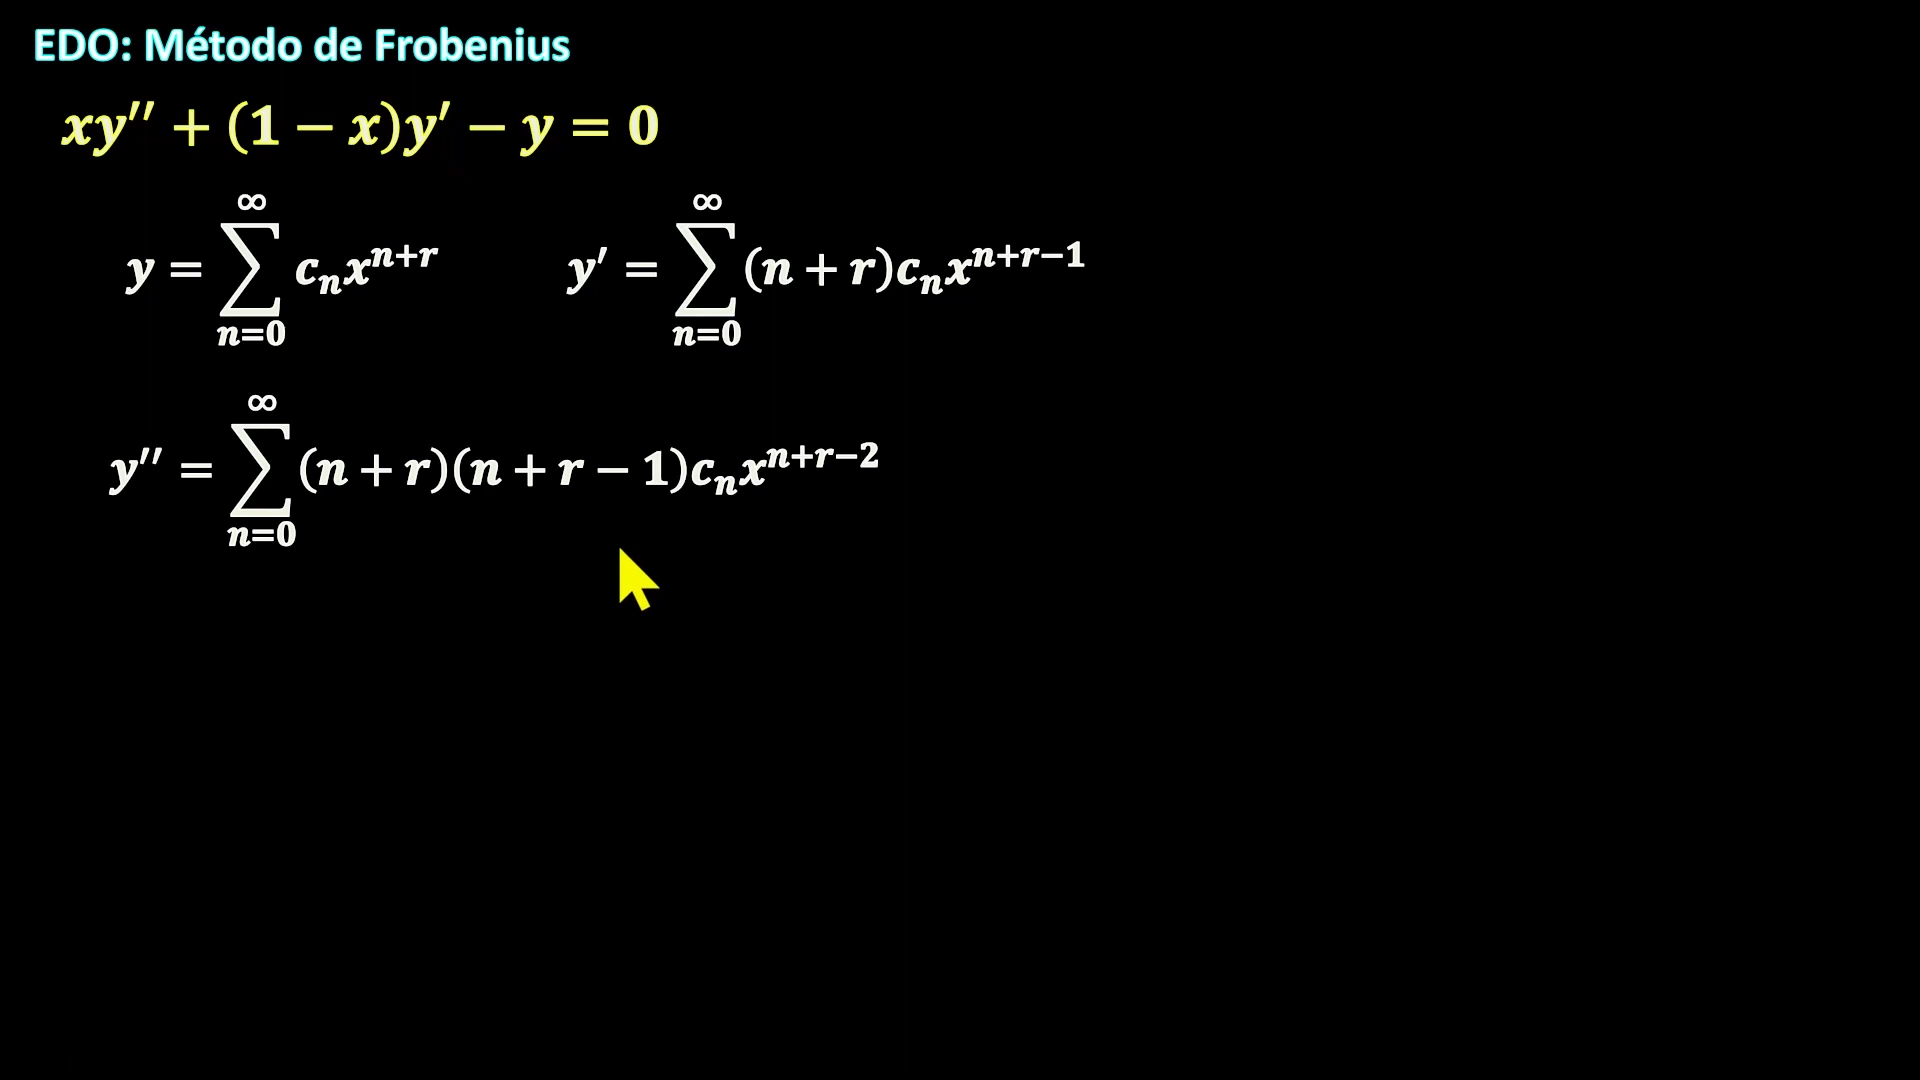 EDO: Método de Frobenius
xy′′ + (1 − x)y′ − y = 0
y = ∑_{n=0}^{∞} c_n x^{n+r}   y′ = ∑_{n=0}^{∞} (n + r)c_n x^{n+r−1}
y′′ = ∑_{n=0}^{∞} (n + r)(n + r − 1)c_n x^{n+r−2}